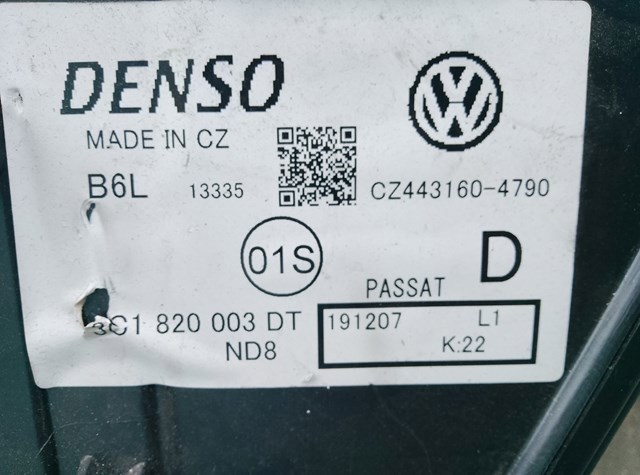 DENSO
MADE IN CZ
B6L 13335 CZ443160-4790
01S D
PASSAT
3C1 820 003 DT 191207 L1
ND8 K:22